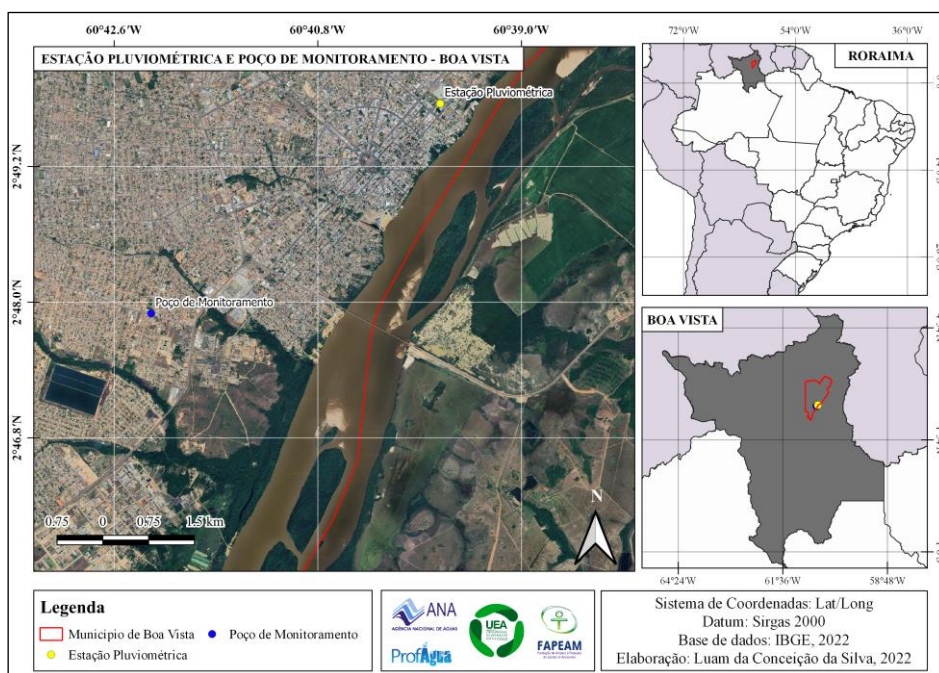 60°42.6'W 60°40.8'W 60°39.0'W
ESTAÇÃO PLUVIOMÉTRICA E POÇO DE MONITORAMENTO - BOA VISTA
Estação Pluviométrica
2°49.2'N
2°48.0'N
Poço de Monitoramento
2°46.8'N
N
0.75 0 0.75 1.5 km
72°0'W 54°0'W 36°0'W
RORAIMA
BOA VISTA
64°24'W 61°36'W 58°48'W
Legenda
Municipio de Boa Vista
Poço de Monitoramento
Estação Pluviométrica
ANA
AGÊNCIA NACIONAL DE ÁGUAS
ProfÁgua
UEA
FAPEAM
Sistema de Coordenadas: Lat/Long
Datum: Sirgas 2000
Base de dados: IBGE, 2022
Elaboração: Luam da Conceição da Silva, 2022